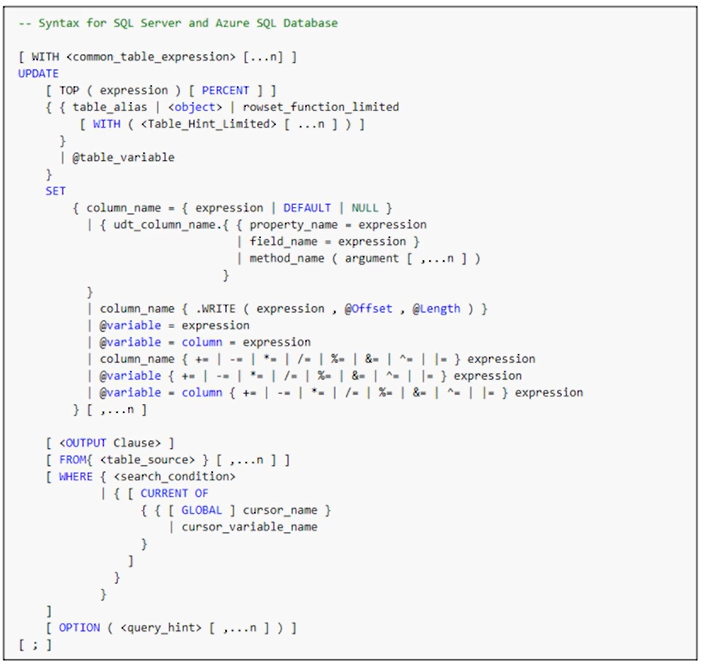 -- Syntax for SQL Server and Azure SQL Database
[ WITH <common_table_expression> [...n] ]
UPDATE
[ TOP ( expression ) [ PERCENT ] ]
{ { table_alias | <object> | rowset_function_limited
[ WITH ( <Table_Hint_Limited> [ ...n ] ) ]
}
| @table_variable
}
SET
{ column_name = { expression | DEFAULT | NULL }
| { udt_column_name.{ { property_name = expression
| field_name = expression }
| method_name ( argument [ ,...n ] )
}
}
| column_name { .WRITE ( expression , @Offset , @Length ) }
| @variable = expression
| @variable = column = expression
| column_name { += | -= | *= | /= | %= | &= | ^= | |= } expression
| @variable { += | -= | *= | /= | %= | &= | ^= | |= } expression
| @variable = column { += | -= | *= | /= | %= | &= | ^= | |= } expression
} [ ,...n ]
[ <OUTPUT Clause> ]
[ FROM{ <table_source> } [ ,...n ] ]
[ WHERE { <search_condition>
| { [ CURRENT OF
{ { [ GLOBAL ] cursor_name }
| cursor_variable_name
}
]
}
}
]
[ OPTION ( <query_hint> [ ,...n ] ) ]
[ ; ]